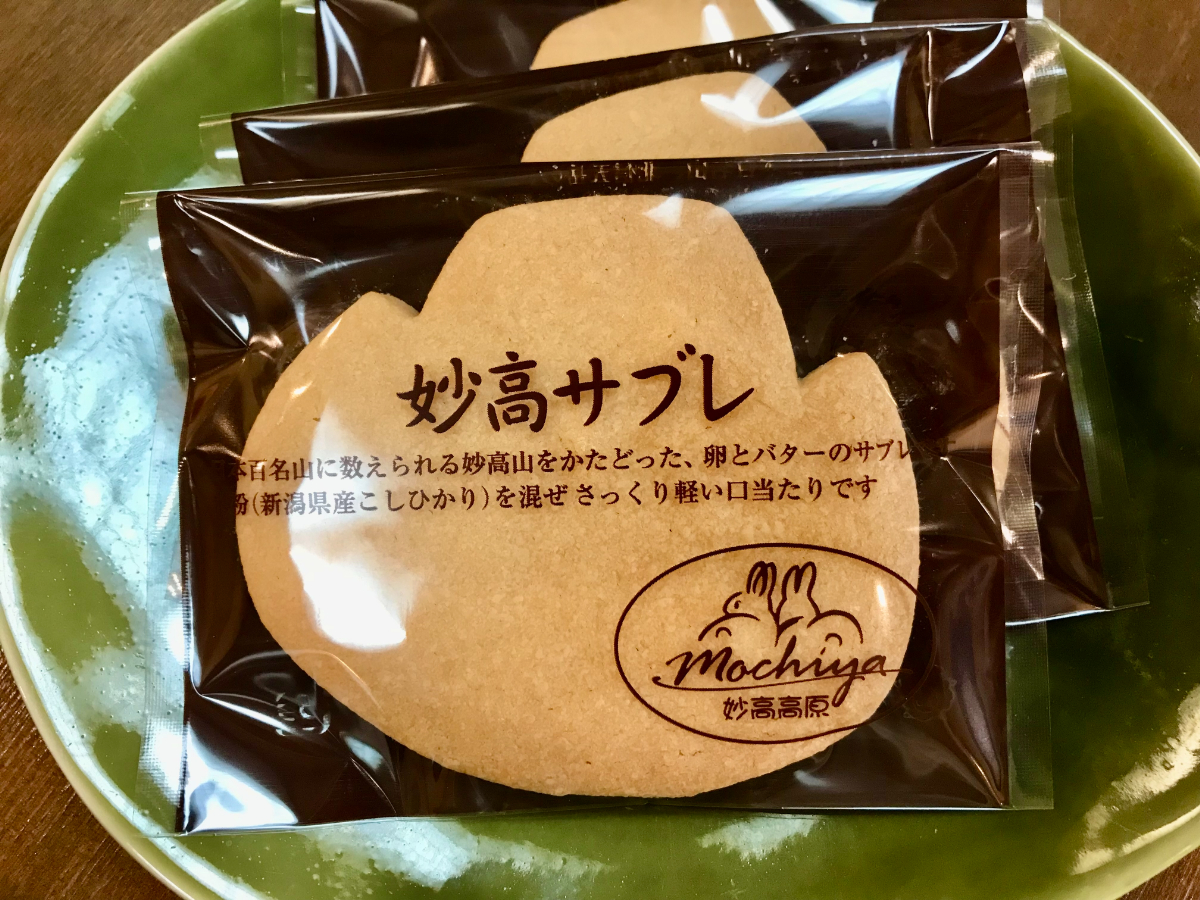 妙高サブレ
本百名山に数えられる妙高山をかたどった、卵とバターのサブレ
粉(新潟県産こしひかり)を混ぜ さっくり軽い口当たりです
Mochiya
妙高高原